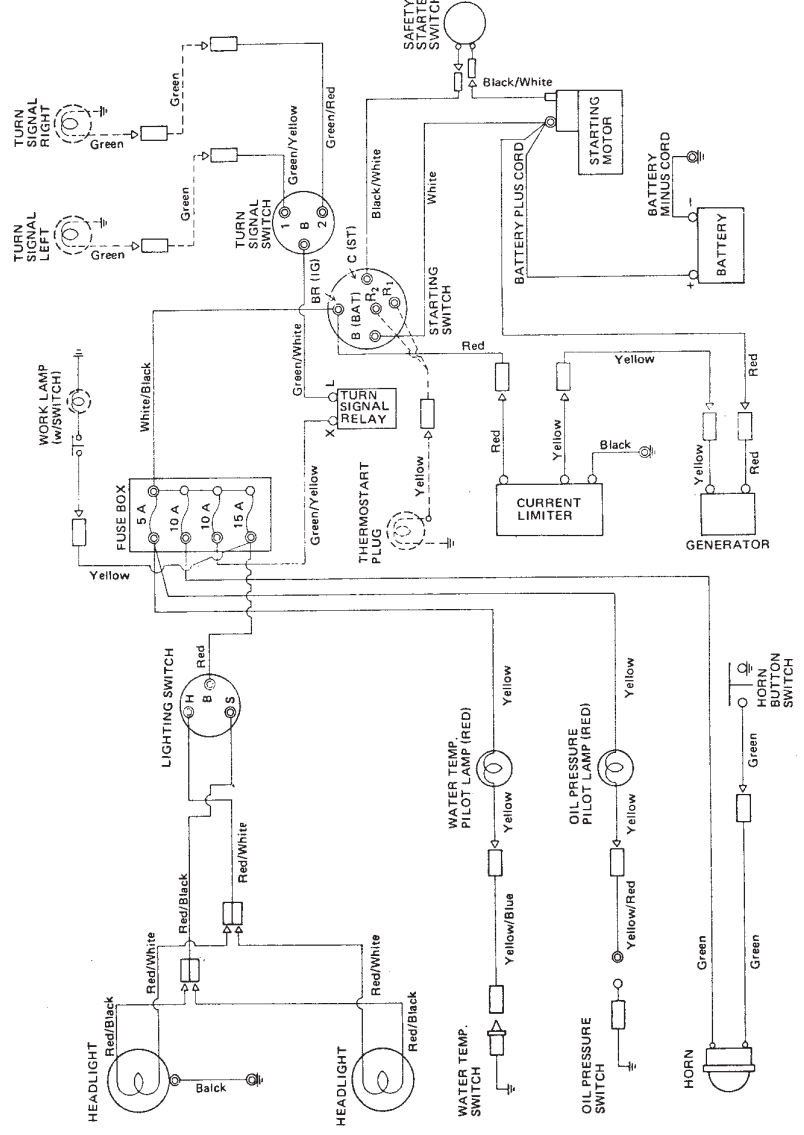 SAFETY
STARTE
SWITCH
Black/White
STARTING
MOTOR
BATTERY
MINUS CORD
BATTERY
−
+
BATTERY PLUS CORD
TURN
SIGNAL
RIGHT
Green
Green
Green/Red
Green/Yellow
Green
TURN
SIGNAL
LEFT
Green
TURN
SIGNAL
SWITCH
1
B
2
Black/White
White
BR (IG)
C (ST)
B (BAT)
R2
R1
STARTING
SWITCH
WORK LAMP
(w/SWITCH)
White/Black
Green/White
L
X
TURN
SIGNAL
RELAY
Green/Yellow
Red
Yellow
Red
Red
Yellow
Black
CURRENT
LIMITER
Yellow
Red
GENERATOR
THERMOSTART
PLUG
Yellow
FUSE BOX
5 A
10 A
10 A
15 A
Yellow
LIGHTING SWITCH
Red
H
B
S
Red/Black
Red/White
Red/White
Red/Black
Red/White
Red/Black
HEADLIGHT
Balck
HEADLIGHT
WATER TEMP.
PILOT LAMP (RED)
Yellow
Yellow
Yellow/Blue
WATER TEMP.
SWITCH
OIL PRESSURE
PILOT LAMP (RED)
Yellow
Yellow
Yellow/Red
OIL PRESSURE
SWITCH
HORN
BUTTON
SWITCH
Green
Green
Green
HORN